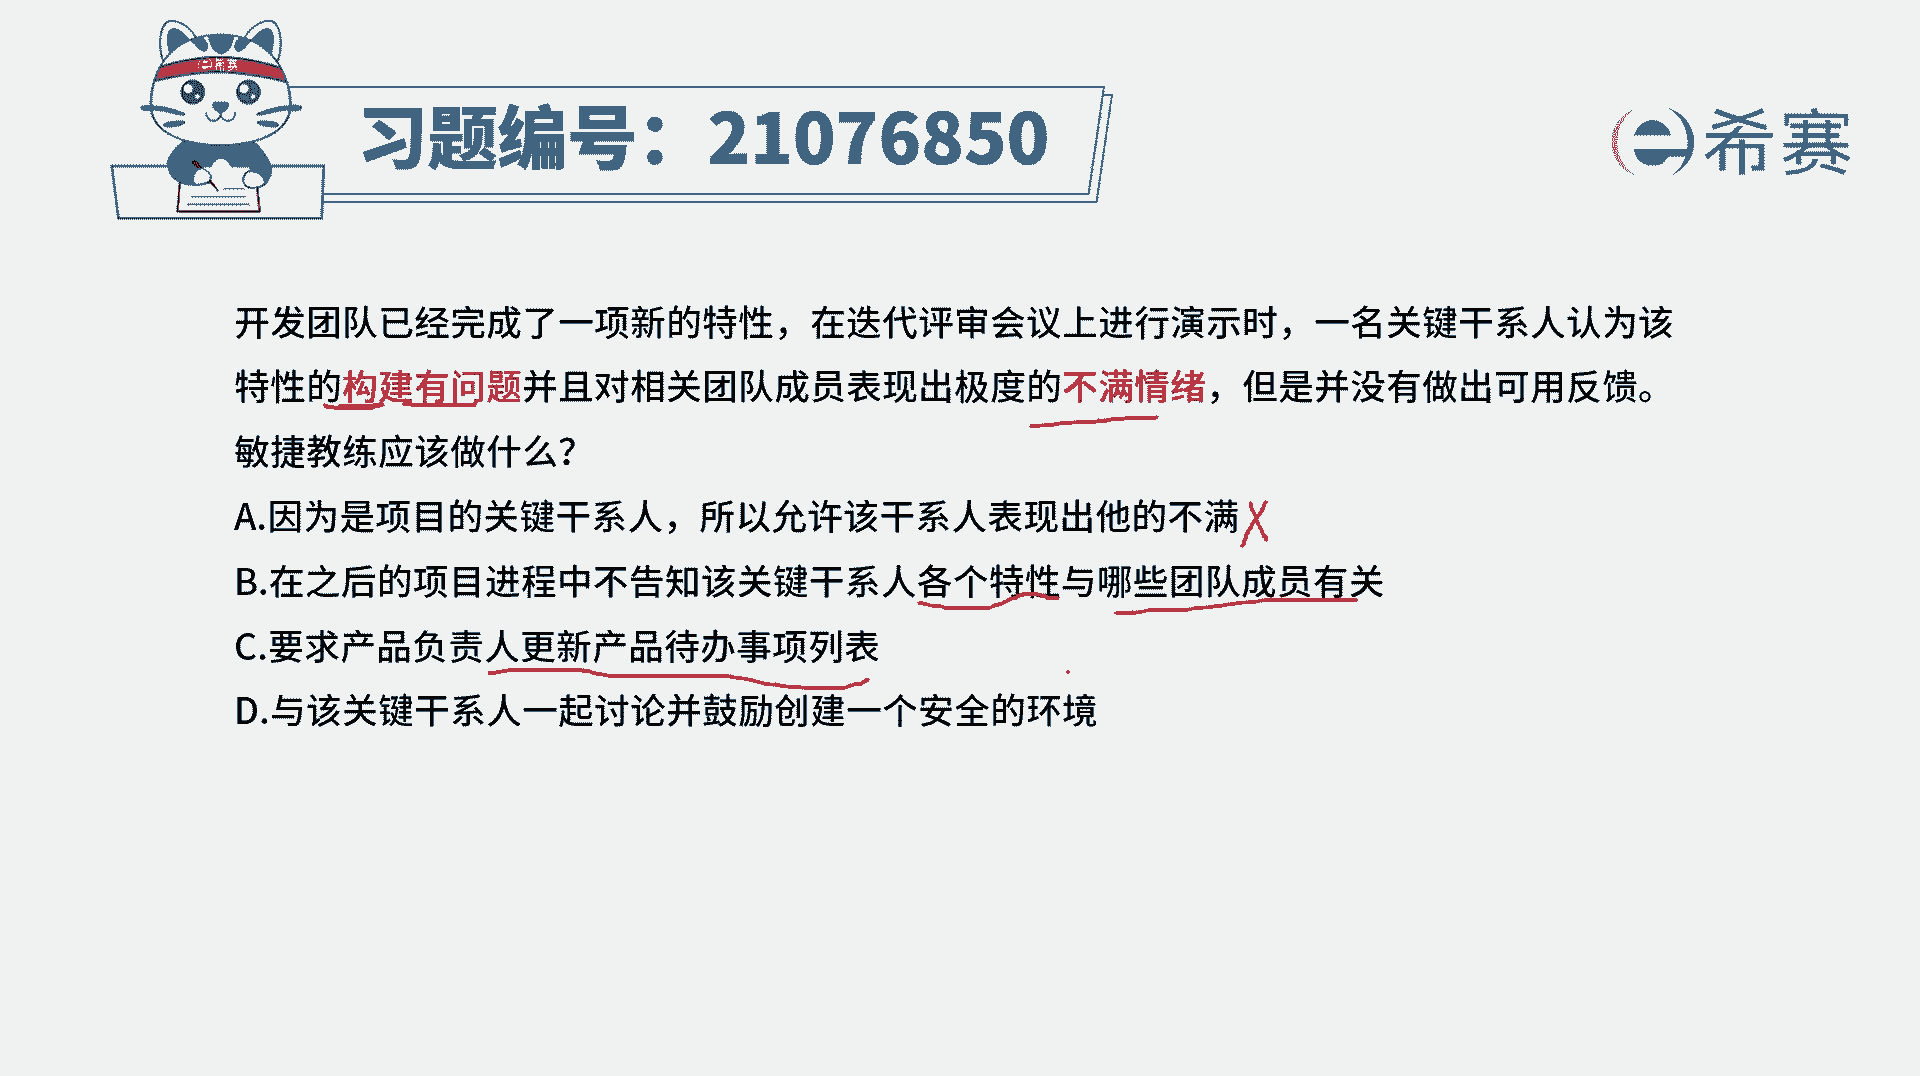 希赛
习题编号：21076850
希赛
开发团队已经完成了一项新的特性，在迭代评审会议上进行演示时，一名关键干系人认为该
特性的构建有问题并且对相关团队成员表现出极度的不满情绪，但是并没有做出可用反馈。
敏捷教练应该做什么？
A.因为是项目的关键干系人，所以允许该干系人表现出他的不满
B.在之后的项目进程中不告知该关键干系人各个特性与哪些团队成员有关
C.要求产品负责人更新产品待办事项列表
D.与该关键干系人一起讨论并鼓励创建一个安全的环境